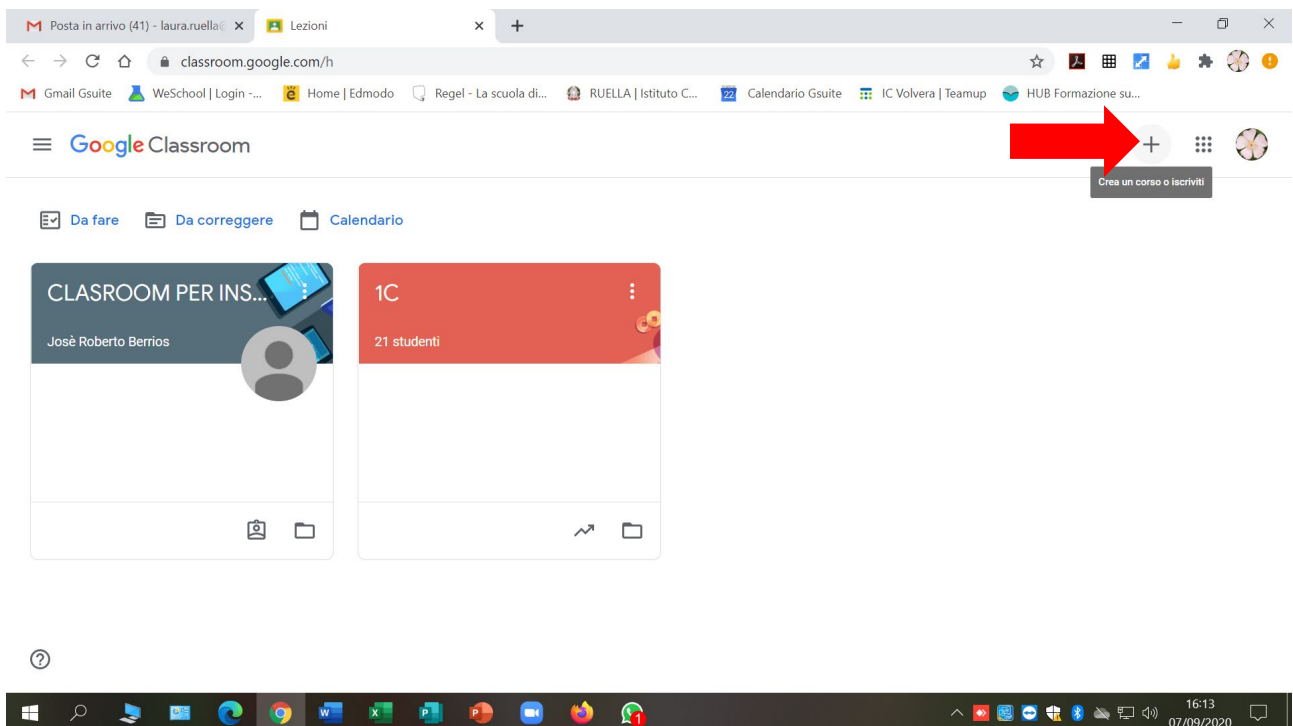 Posta in arrivo (41) - laura.ruella
Lezioni
classroom.google.com/h
Gmail Gsuite
WeSchool | Login -...
Home | Edmodo
Regel - La scuola di...
RUELLA | Istituto C...
22
Calendario Gsuite
IC Volvera | Teamup
HUB Formazione su...
Google Classroom
Crea un corso o iscriviti
Da fare
Da correggere
Calendario
CLASROOM PER INS...
Josè Roberto Berrios
1C
21 studenti
16:13
07/09/2020